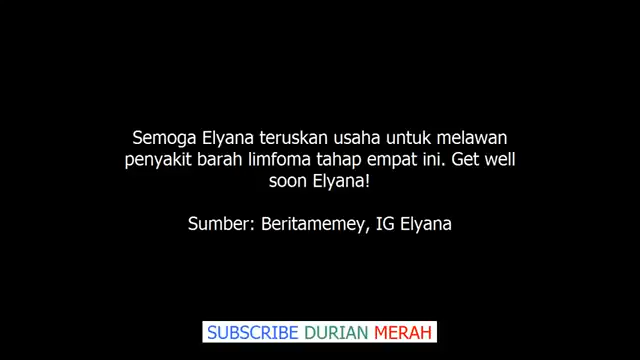 Semoga Elyana teruskan usaha untuk melawan
penyakit barah limfoma tahap empat ini. Get well
soon Elyana!
Sumber: Beritamemey, IG Elyana
SUBSCRIBE DURIAN MERAH